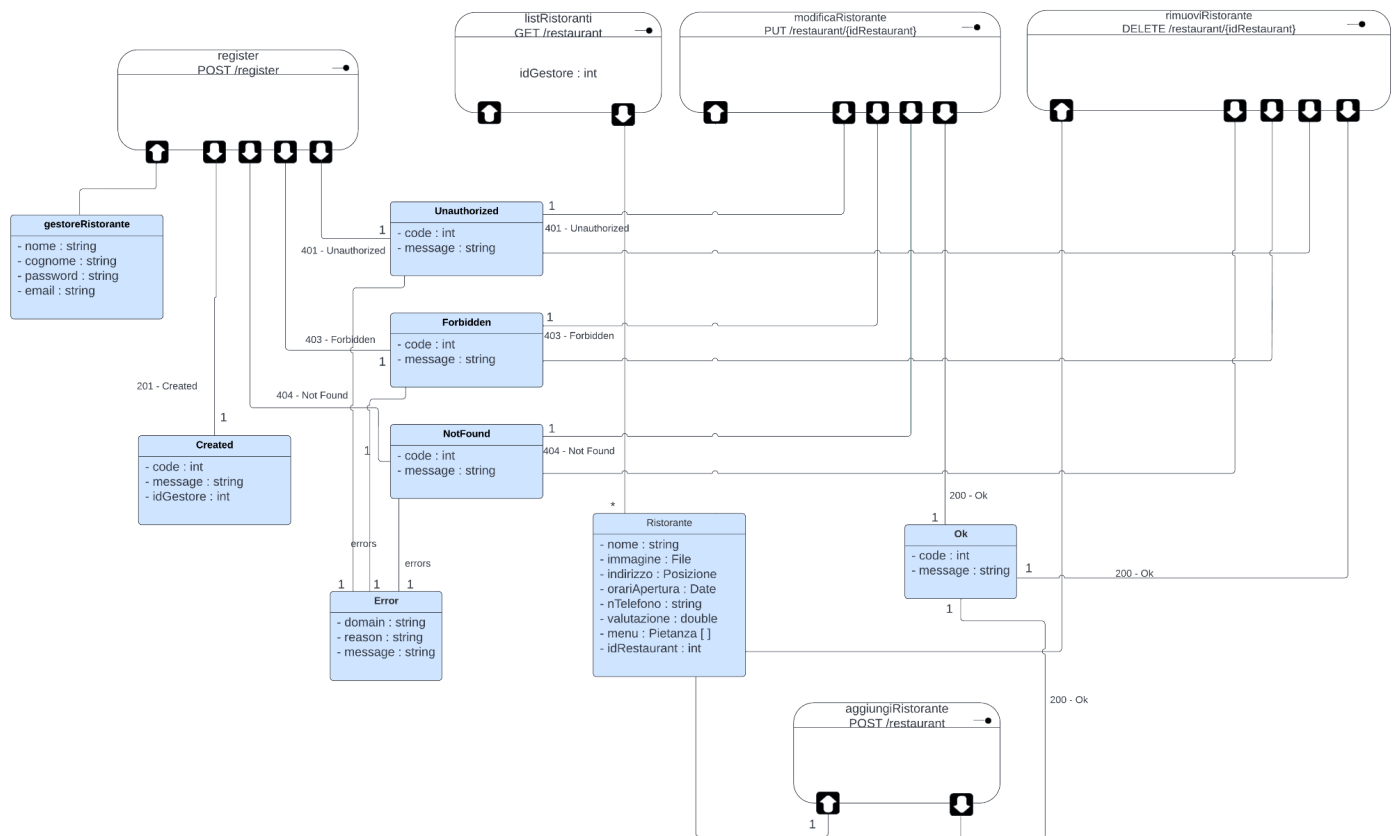 register
POST /register
listRistoranti
GET /restaurant
idGestore : int
modificaRistorante
PUT /restaurant/{idRestaurant}
rimuoviRistorante
DELETE /restaurant/{idRestaurant}
gestoreRistorante
- nome : string
- cognome : string
- password : string
- email : string
Unauthorized
- code : int
- message : string
1
401 - Unauthorized
1
401 - Unauthorized
Forbidden
- code : int
- message : string
403 - Forbidden
1
1
403 - Forbidden
201 - Created
1
404 - Not Found
Created
- code : int
- message : string
- idGestore : int
NotFound
- code : int
- message : string
1
1
404 - Not Found
errors
errors
1
1
1
Error
- domain : string
- reason : string
- message : string
*
Ristorante
- nome : string
- immagine : File
- indirizzo : Posizione
- orariApertura : Date
- nTelefono : string
- valutazione : double
- menu : Pietanza [ ]
- idRestaurant : int
200 - Ok
1
Ok
- code : int
- message : string
1
200 - Ok
1
200 - Ok
aggiungiRistorante
POST /restaurant
1